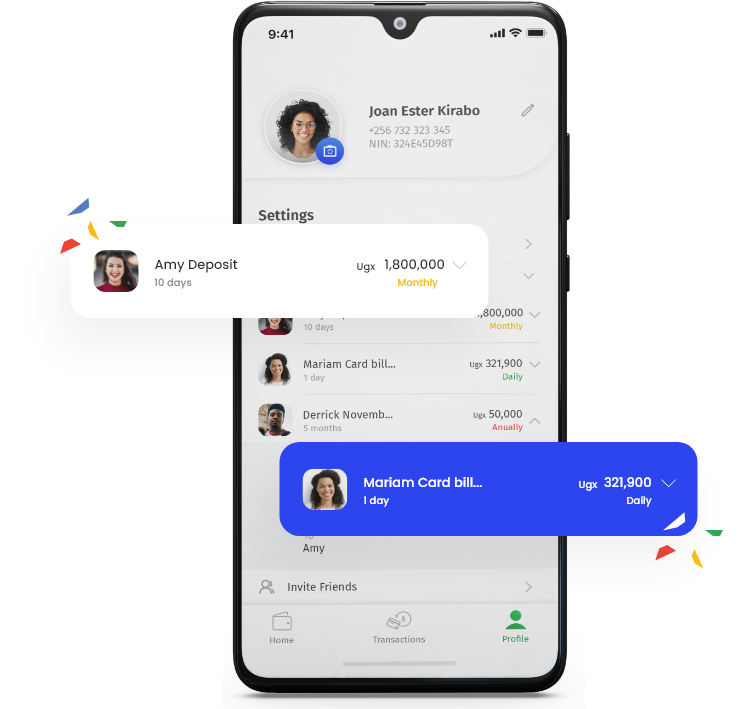 9:41
Joan Ester Kirabo
+256 732 323 345
NIN: 324E45D98T
Settings
Amy Deposit
Ugx 1,800,000
10 days
Monthly
,800,000
10 days
Monthly
Mariam Card bill...
Ugx 321,900
1 day
Daily
Derrick Novemb...
Ugx 50,000
5 months
Anually
Mariam Card bill...
Ugx 321,900
1 day
Daily
Amy
Invite Friends
Home
Transactions
Profile